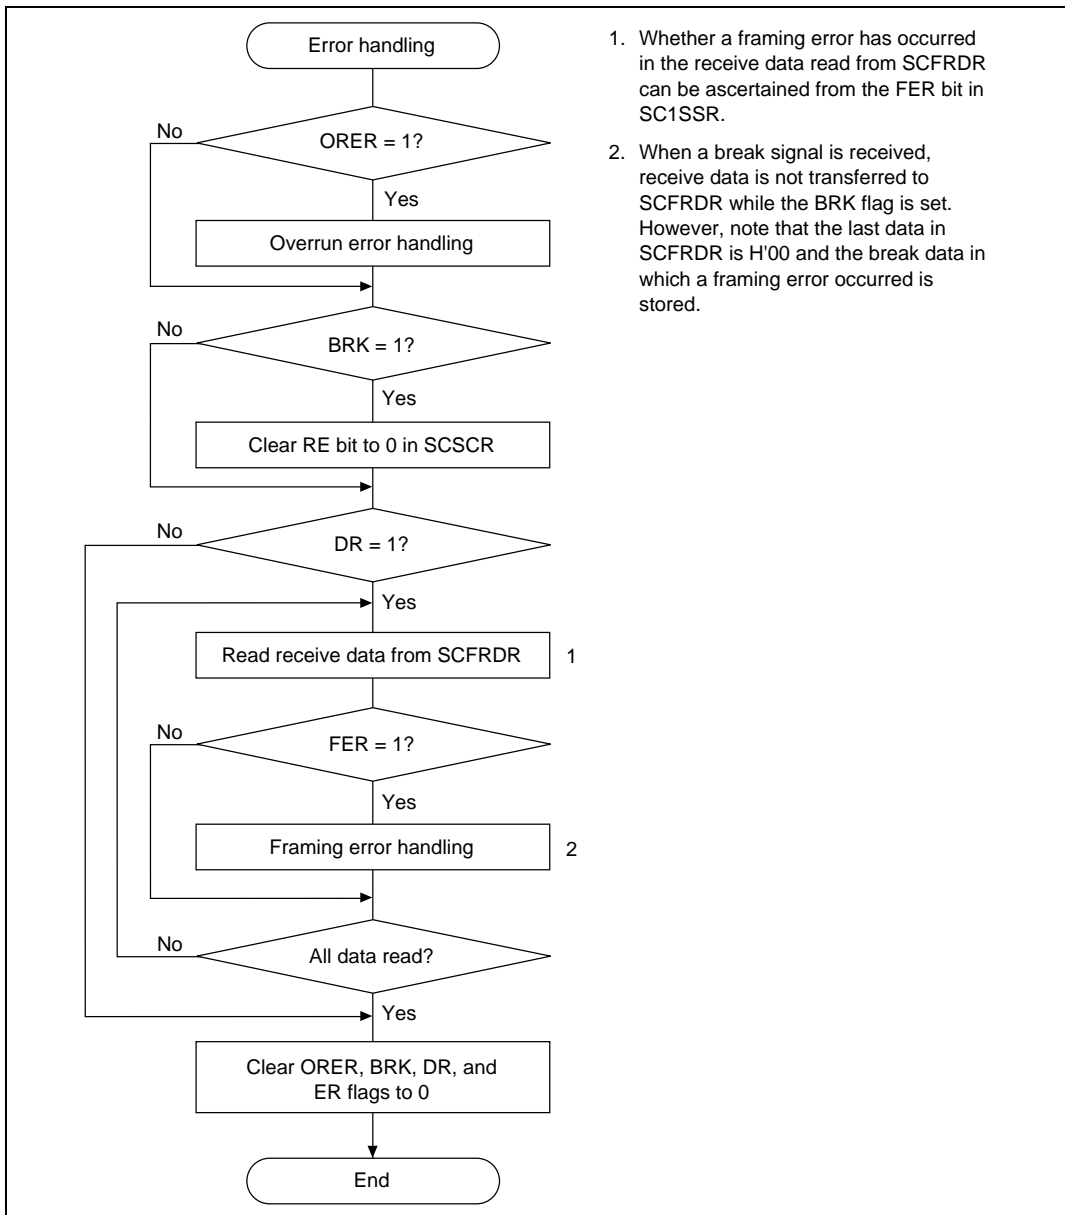 Error handling
No
ORER = 1?
Yes
Overrun error handling
No
BRK = 1?
Yes
Clear RE bit to 0 in SCSCR
No
DR = 1?
Yes
Read receive data from SCFRDR
1
No
FER = 1?
Yes
Framing error handling
2
No
All data read?
Yes
Clear ORER, BRK, DR, and
ER flags to 0
End
1. Whether a framing error has occurred
in the receive data read from SCFRDR
can be ascertained from the FER bit in
SC1SSR.
2. When a break signal is received,
receive data is not transferred to
SCFRDR while the BRK flag is set.
However, note that the last data in
SCFRDR is H'00 and the break data in
which a framing error occurred is
stored.